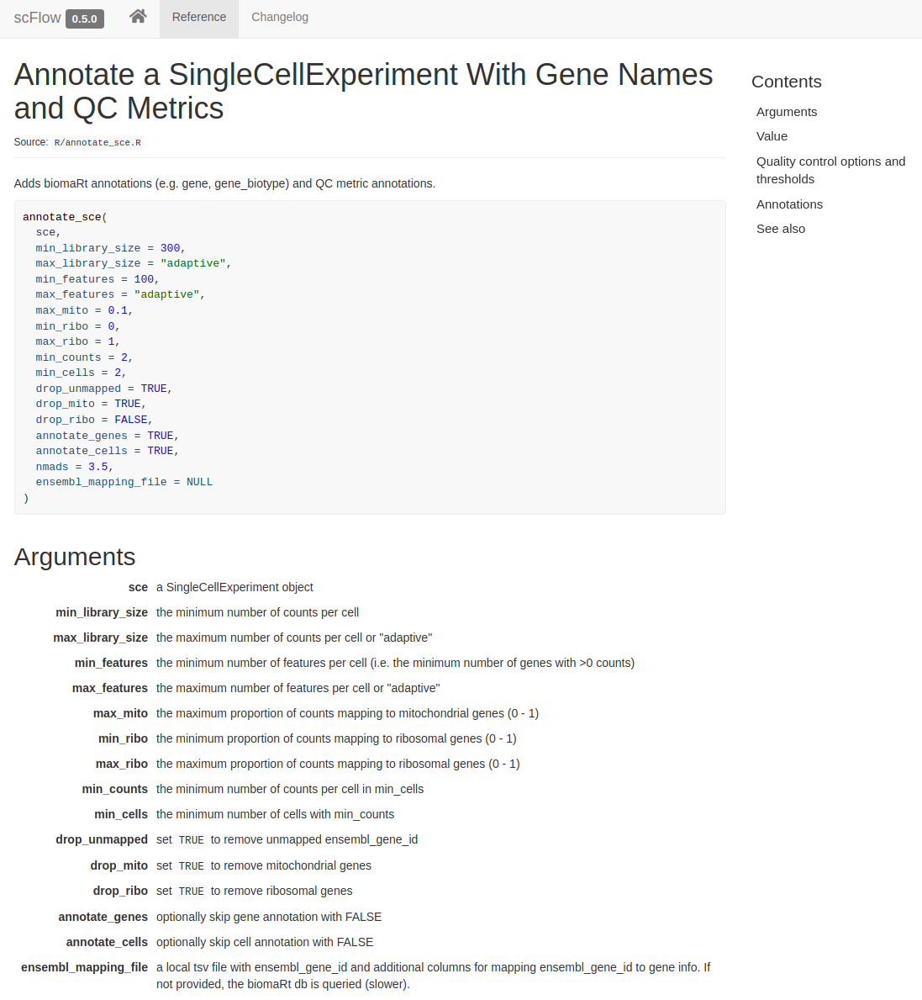 scFlow 0.5.0 Reference Changelog
Annotate a SingleCellExperiment With Gene Names
and QC Metrics
Source: R/annotate_sce.R
Adds biomaRt annotations (e.g. gene, gene_biotype) and QC metric annotations.
annotate_sce(
  sce,
  min_library_size = 300,
  max_library_size = "adaptive",
  min_features = 100,
  max_features = "adaptive",
  max_mito = 0.1,
  min_ribo = 0,
  max_ribo = 1,
  min_counts = 2,
  min_cells = 2,
  drop_unmapped = TRUE,
  drop_mito = TRUE,
  drop_ribo = FALSE,
  annotate_genes = TRUE,
  annotate_cells = TRUE,
  nmads = 3.5,
  ensembl_mapping_file = NULL
)
Arguments
sce a SingleCellExperiment object
min_library_size the minimum number of counts per cell
max_library_size the maximum number of counts per cell or "adaptive"
min_features the minimum number of features per cell (i.e. the minimum number of genes with >0 counts)
max_features the maximum number of features per cell or "adaptive"
max_mito the maximum proportion of counts mapping to mitochondrial genes (0 - 1)
min_ribo the minimum proportion of counts mapping to ribosomal genes (0 - 1)
max_ribo the maximum proportion of counts mapping to ribosomal genes (0 - 1)
min_counts the minimum number of counts per cell in min_cells
min_cells the minimum number of cells with min_counts
drop_unmapped set TRUE to remove unmapped ensembl_gene_id
drop_mito set TRUE to remove mitochondrial genes
drop_ribo set TRUE to remove ribosomal genes
annotate_genes optionally skip gene annotation with FALSE
annotate_cells optionally skip cell annotation with FALSE
ensembl_mapping_file a local tsv file with ensembl_gene_id and additional columns for mapping ensembl_gene_id to gene info. If
not provided, the biomaRt db is queried (slower).
Contents
Arguments
Value
Quality control options and
thresholds
Annotations
See also